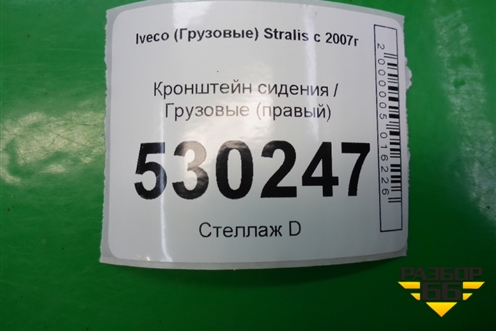 Iveco (Грузовые) Stralis с 2007г
Кронштейн сидения /
Грузовые (правый)
530247
Стеллаж D
2000005016226
РАЗБОР
66